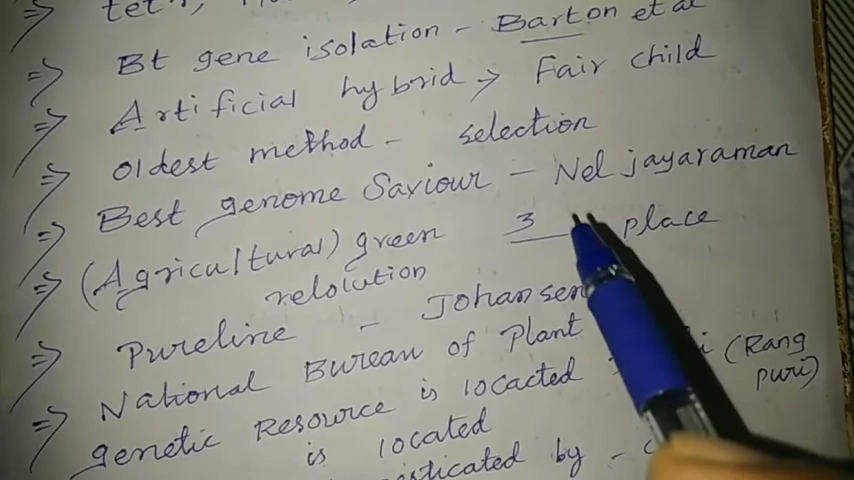 => Bt gene isolation - Barton et al
=> Artificial hybrid → Fair child
=> Oldest method - selection
=> Best genome Saviour - Nel jayaraman
=> (Agricultural) green 3 place
relolution
=> Pureline - Johansen
=> National Bureau of Plant
genetic Resource is locacted (Rang
puri)
is located
by -